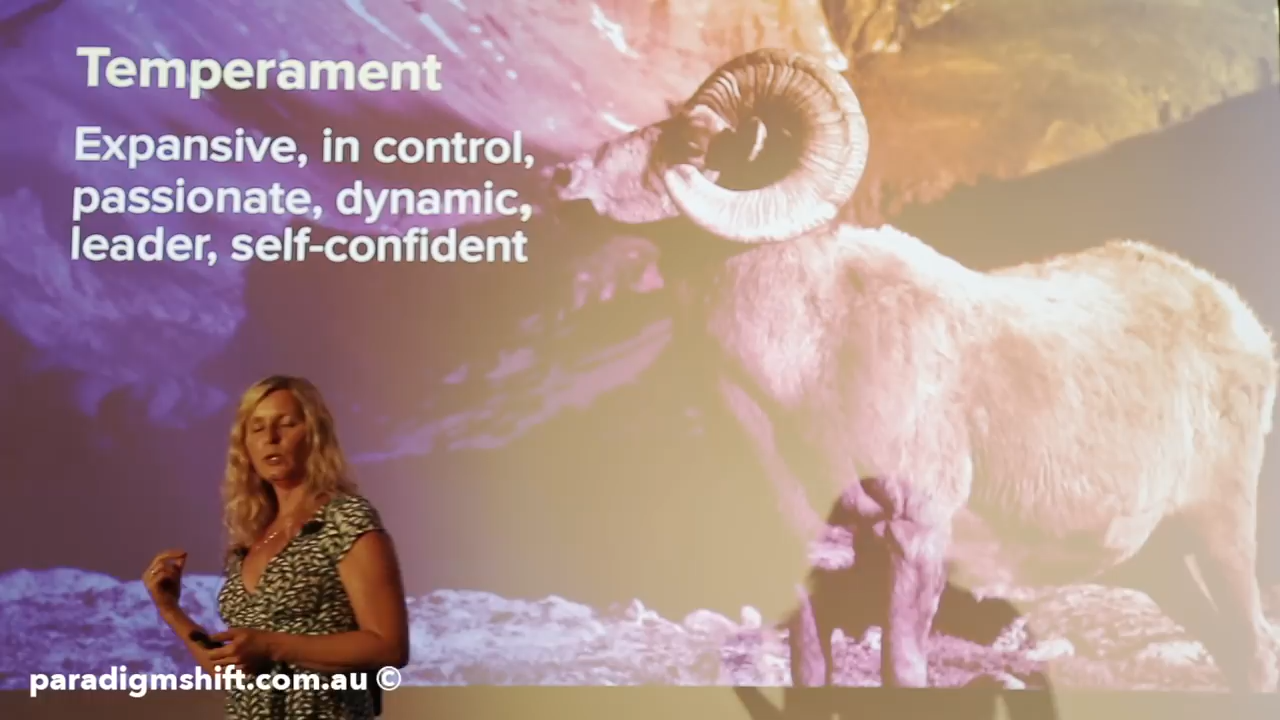 Temperament
Expansive, in control,
passionate, dynamic,
leader, self-confident
paradigmshift.com.au ©